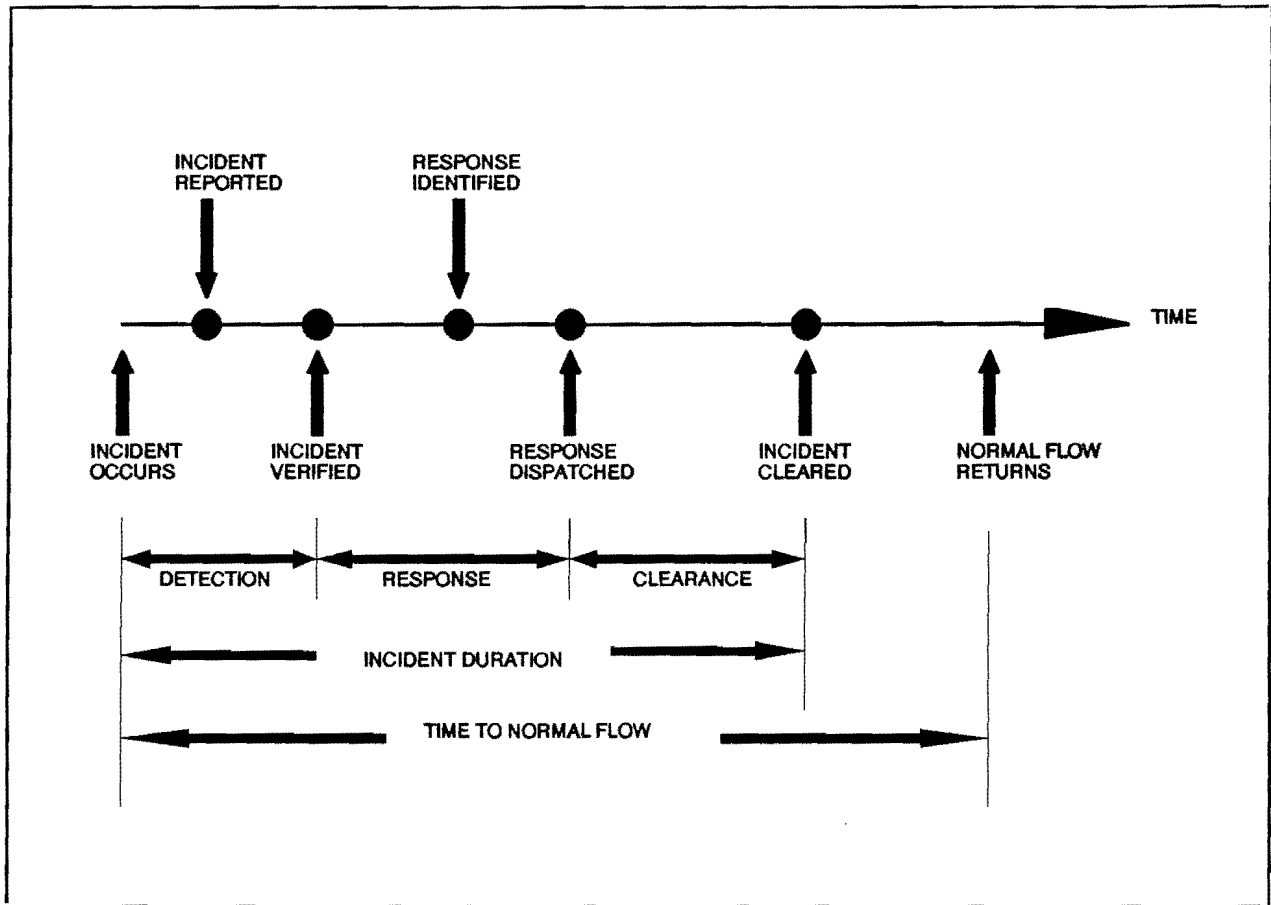 INCIDENT
REPORTED
RESPONSE
IDENTIFIED
TIME
INCIDENT
OCCURS
INCIDENT
VERIFIED
RESPONSE
DISPATCHED
INCIDENT
CLEARED
NORMAL FLOW
RETURNS
DETECTION
RESPONSE
CLEARANCE
INCIDENT DURATION
TIME TO NORMAL FLOW